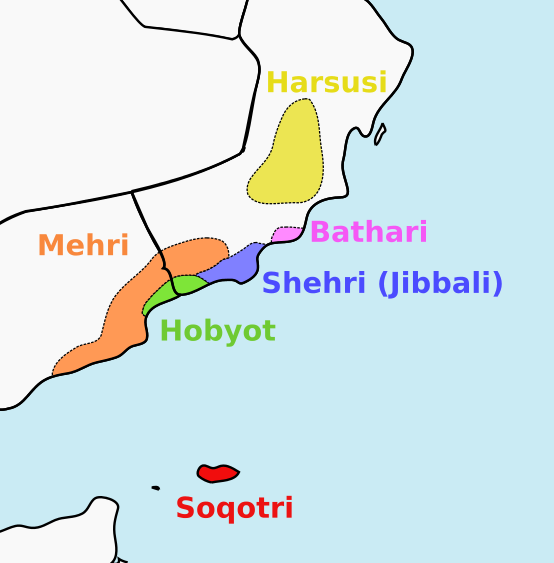 Harsusi
Bathari
Mehri
Shehri (Jibbali)
Hobyot
Soqotri